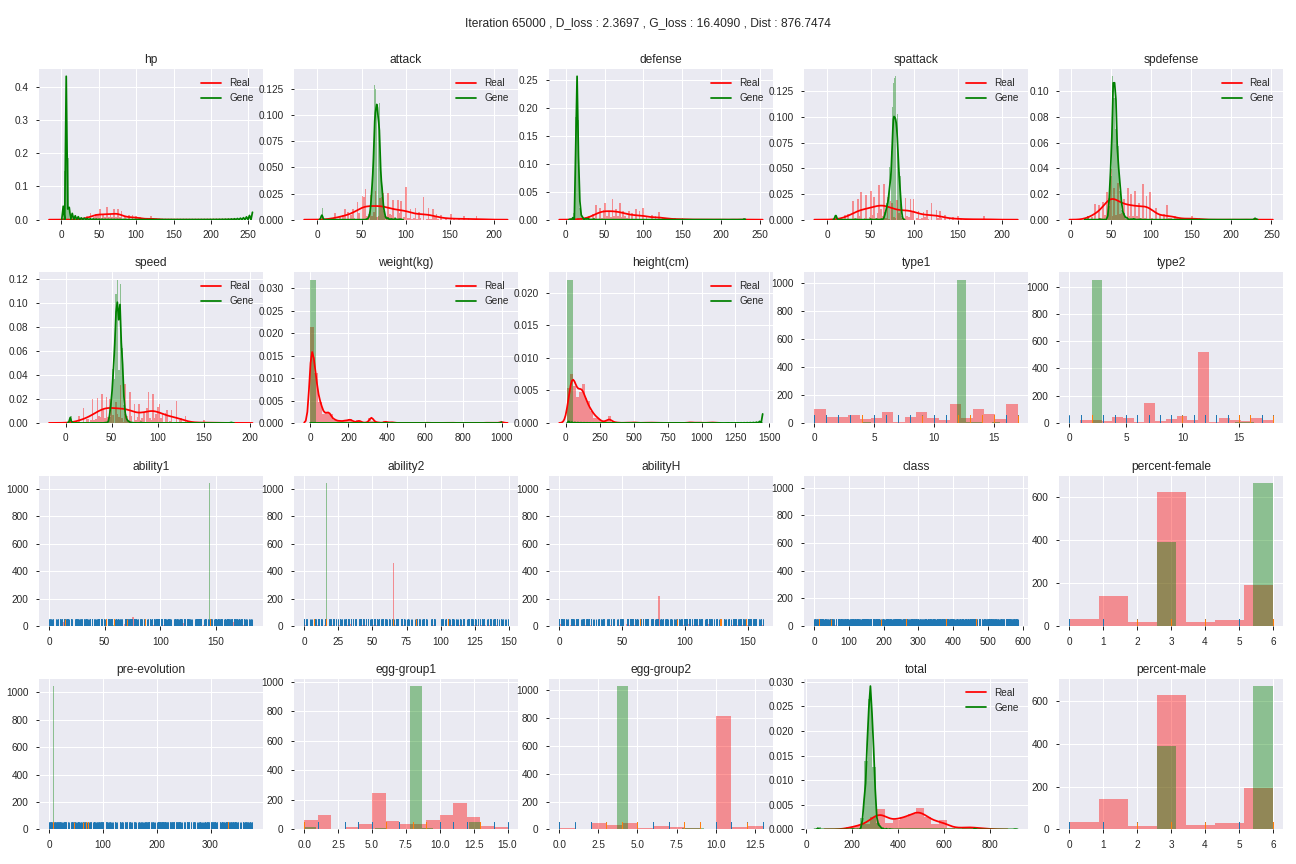 Iteration 65000 , D_loss : 2.3697 , G_loss : 16.4090 , Dist : 876.7474
hp
attack
defense
spattack
spdefense
Real
Gene
Real
Gene
Real
Gene
Real
Gene
Real
Gene
0.4
0.3
0.2
0.1
0.0
0.125
0.100
0.075
0.050
0.025
0.000
0.25
0.20
0.15
0.10
0.05
0.00
0.125
0.100
0.075
0.050
0.025
0.000
0.10
0.08
0.06
0.04
0.02
0.00
0 50 100 150 200 250
0 50 100 150 200
0 50 100 150 200 250
0 50 100 150 200
0 50 100 150 200 250
speed
weight(kg)
height(cm)
type1
type2
Real
Gene
Real
Gene
Real
Gene
0.12
0.10
0.08
0.06
0.04
0.02
0.00
0.030
0.025
0.020
0.015
0.010
0.005
0.000
0.020
0.015
0.010
0.005
0.000
1000
800
600
400
200
0
1000
800
600
400
200
0
0 50 100 150 200
0 200 400 600 800 1000
0 250 500 750 1000 1250 1500
0 5 10 15
0 5 10 15
ability1
ability2
abilityH
class
percent-female
1000
800
600
400
200
0
1000
800
600
400
200
0
1000
800
600
400
200
0
1000
800
600
400
200
0
600
400
200
0
0 50 100 150
0 25 50 75 100 125 150
0 50 100 150
0 100 200 300 400 500 600
0 1 2 3 4 5 6
pre-evolution
egg-group1
egg-group2
total
percent-male
Real
Gene
1000
800
600
400
200
0
1000
800
600
400
200
0
1000
800
600
400
200
0
0.030
0.025
0.020
0.015
0.010
0.005
0.000
600
400
200
0
0 100 200 300
0.0 2.5 5.0 7.5 10.0 12.5 15.0
0.0 2.5 5.0 7.5 10.0 12.5
0 200 400 600 800
0 1 2 3 4 5 6